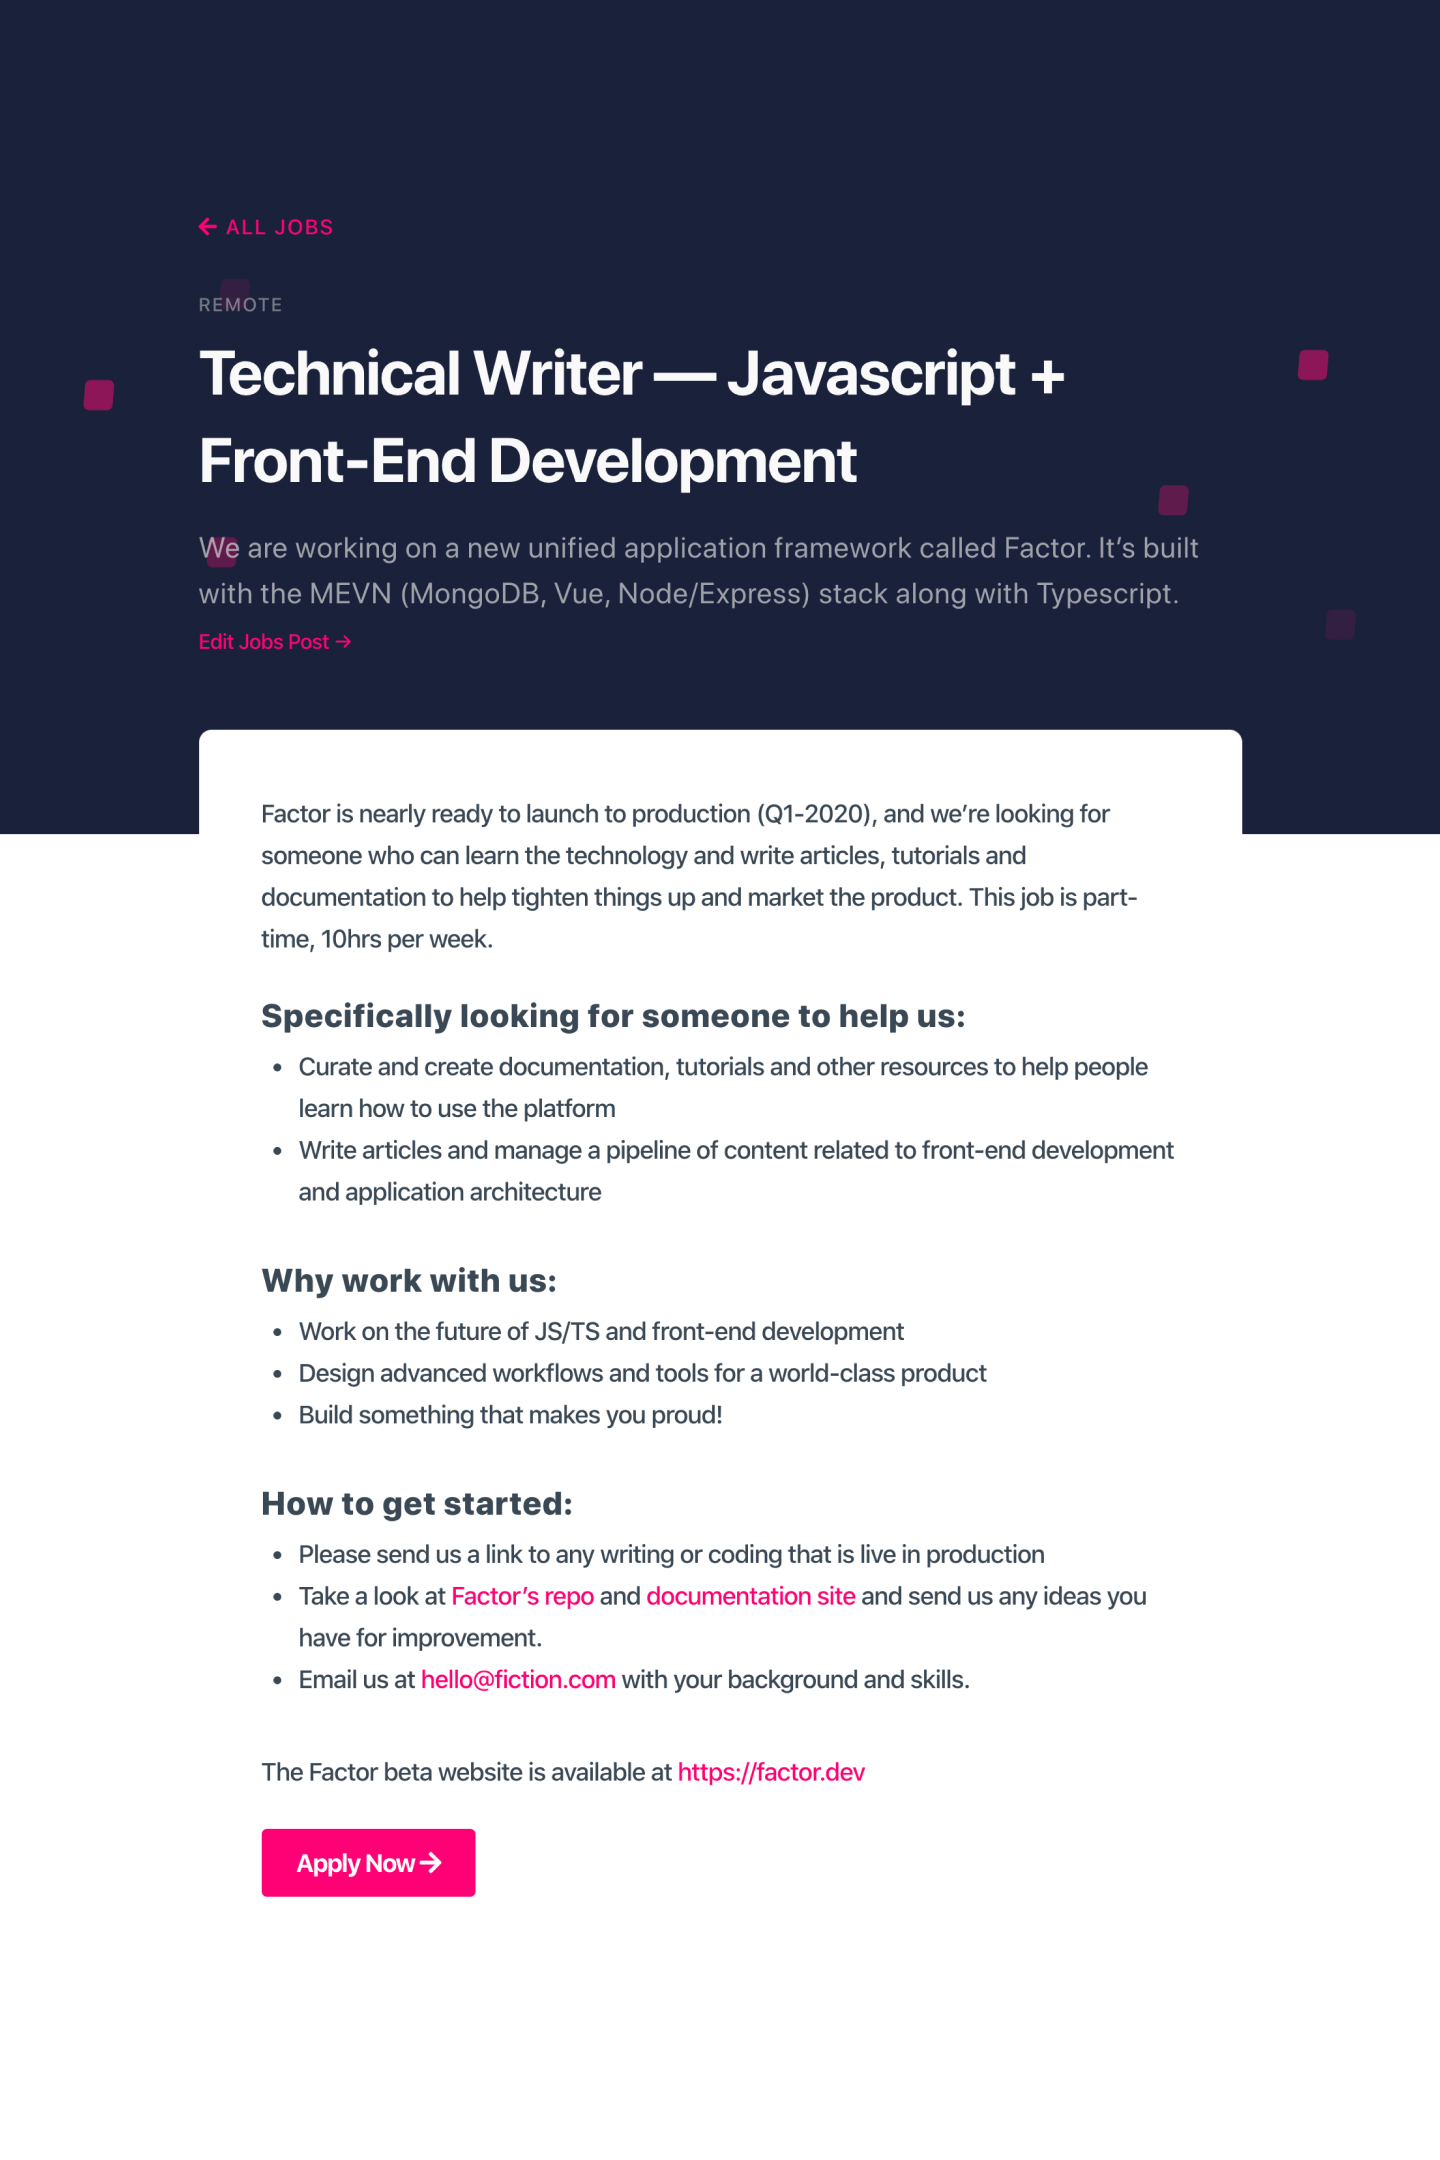 ← ALL JOBS
REMOTE
Technical Writer — Javascript +
Front-End Development
We are working on a new unified application framework called Factor. It’s built
with the MEVN (MongoDB, Vue, Node/Express) stack along with Typescript.
Edit Jobs Post →
Factor is nearly ready to launch to production (Q1-2020), and we’re looking for
someone who can learn the technology and write articles, tutorials and
documentation to help tighten things up and market the product. This job is part-
time, 10hrs per week.
Specifically looking for someone to help us:
• Curate and create documentation, tutorials and other resources to help people
learn how to use the platform
• Write articles and manage a pipeline of content related to front-end development
and application architecture
Why work with us:
• Work on the future of JS/TS and front-end development
• Design advanced workflows and tools for a world-class product
• Build something that makes you proud!
How to get started:
• Please send us a link to any writing or coding that is live in production
• Take a look at Factor’s repo and documentation site and send us any ideas you
have for improvement.
• Email us at hello@fiction.com with your background and skills.
The Factor beta website is available at https://factor.dev
Apply Now →